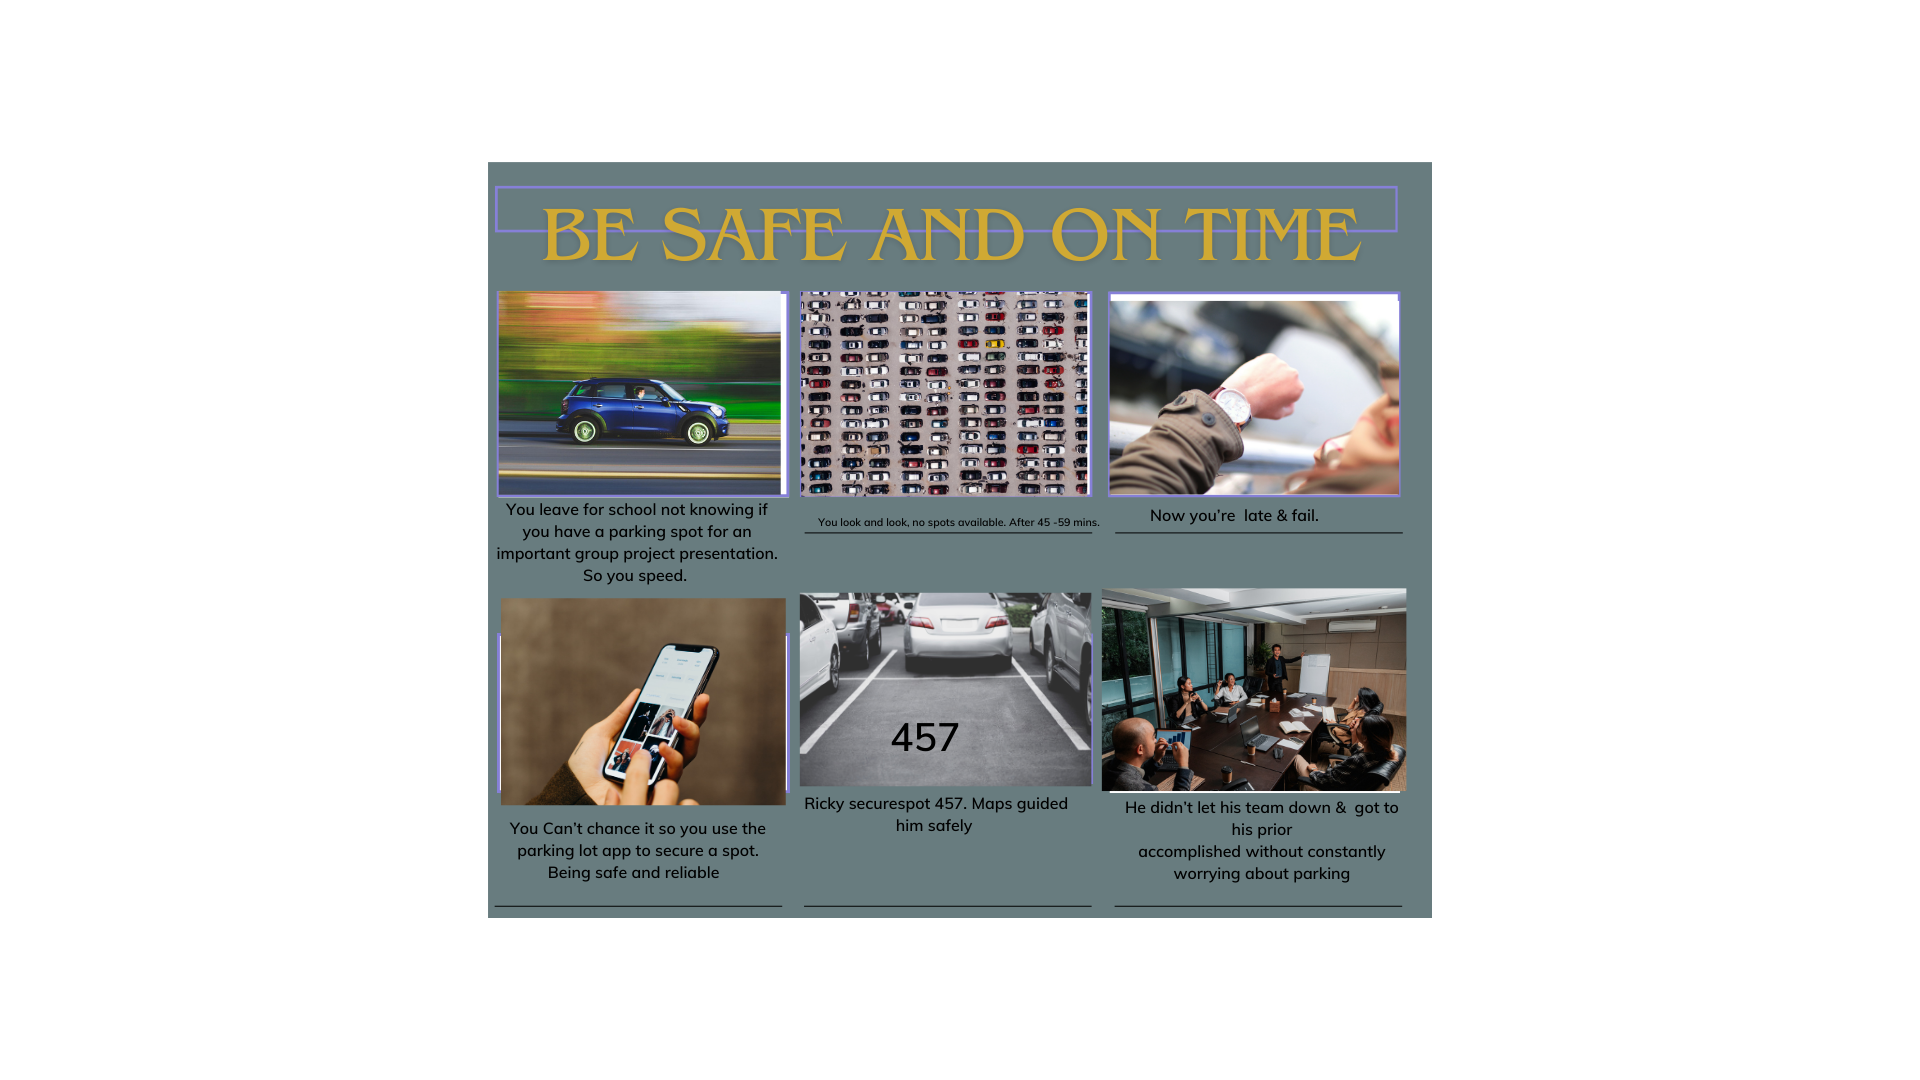 BE SAFE AND ON TIME
You leave for school not knowing if
you have a parking spot for an
important group project presentation.
So you speed.
You look and look, no spots available. After 45 -59 mins.
Now you're  late & fail.
You Can't chance it so you use the
parking lot app to secure a spot.
Being safe and reliable
457
Ricky securespot 457. Maps guided
him safely
He didn't let his team down &  got to
his prior
accomplished without constantly
worrying about parking